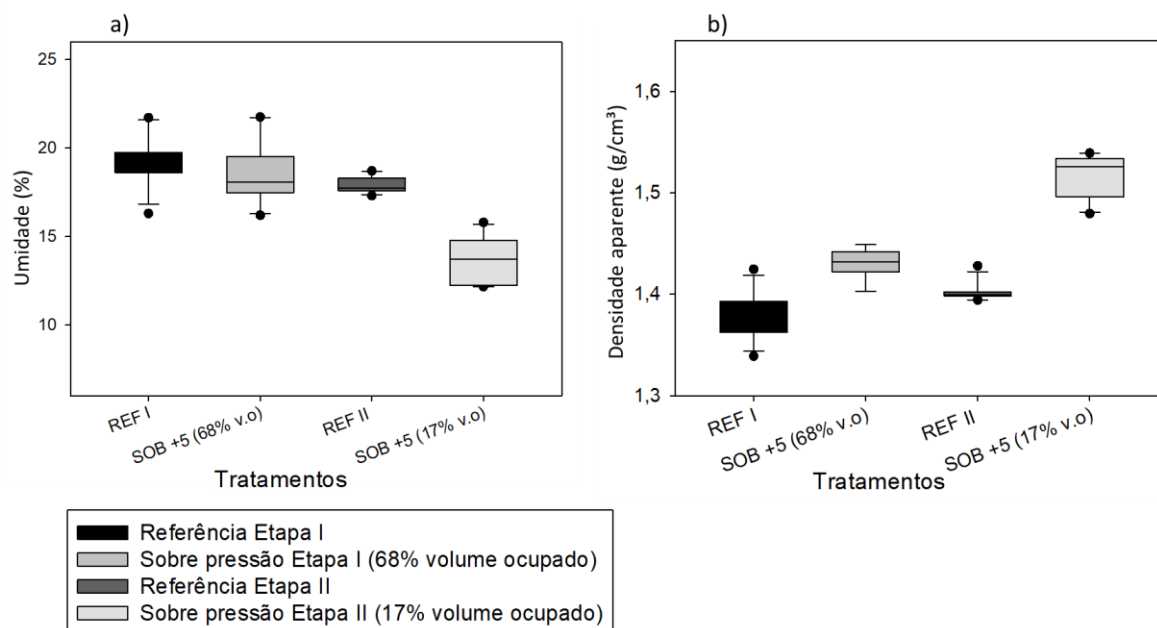 a)
25
20
15
10
Umidade (%)
REF I
SOB +5 (68% v.o)
REF II
SOB +5 (17% v.o)
Tratamentos
b)
1,6
1,5
1,4
1,3
Densidade aparente (g/cm³)
REF I
SOB +5 (68% v.o)
REF II
SOB +5 (17% v.o)
Tratamentos
Referência Etapa I
Sobre pressão Etapa I (68% volume ocupado)
Referência Etapa II
Sobre pressão Etapa II (17% volume ocupado)